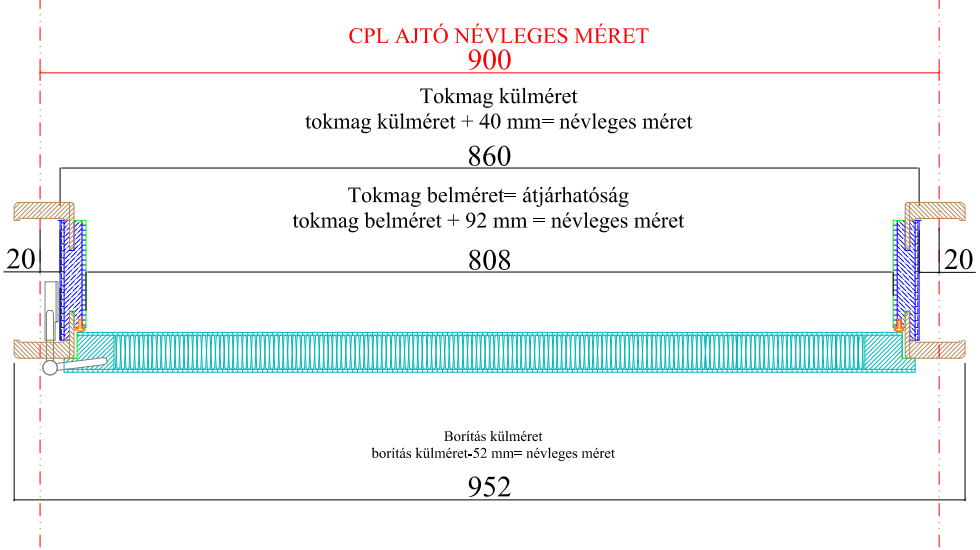 CPL AJTÓ NÉVLEGES MÉRET
900
Tokmag külméret
tokmag külméret + 40 mm= névleges méret
860
Tokmag belméret= átjárhatóság
tokmag belméret + 92 mm = névleges méret
20
808
20
Borítás külméret
borítás külméret-52 mm= névleges méret
952